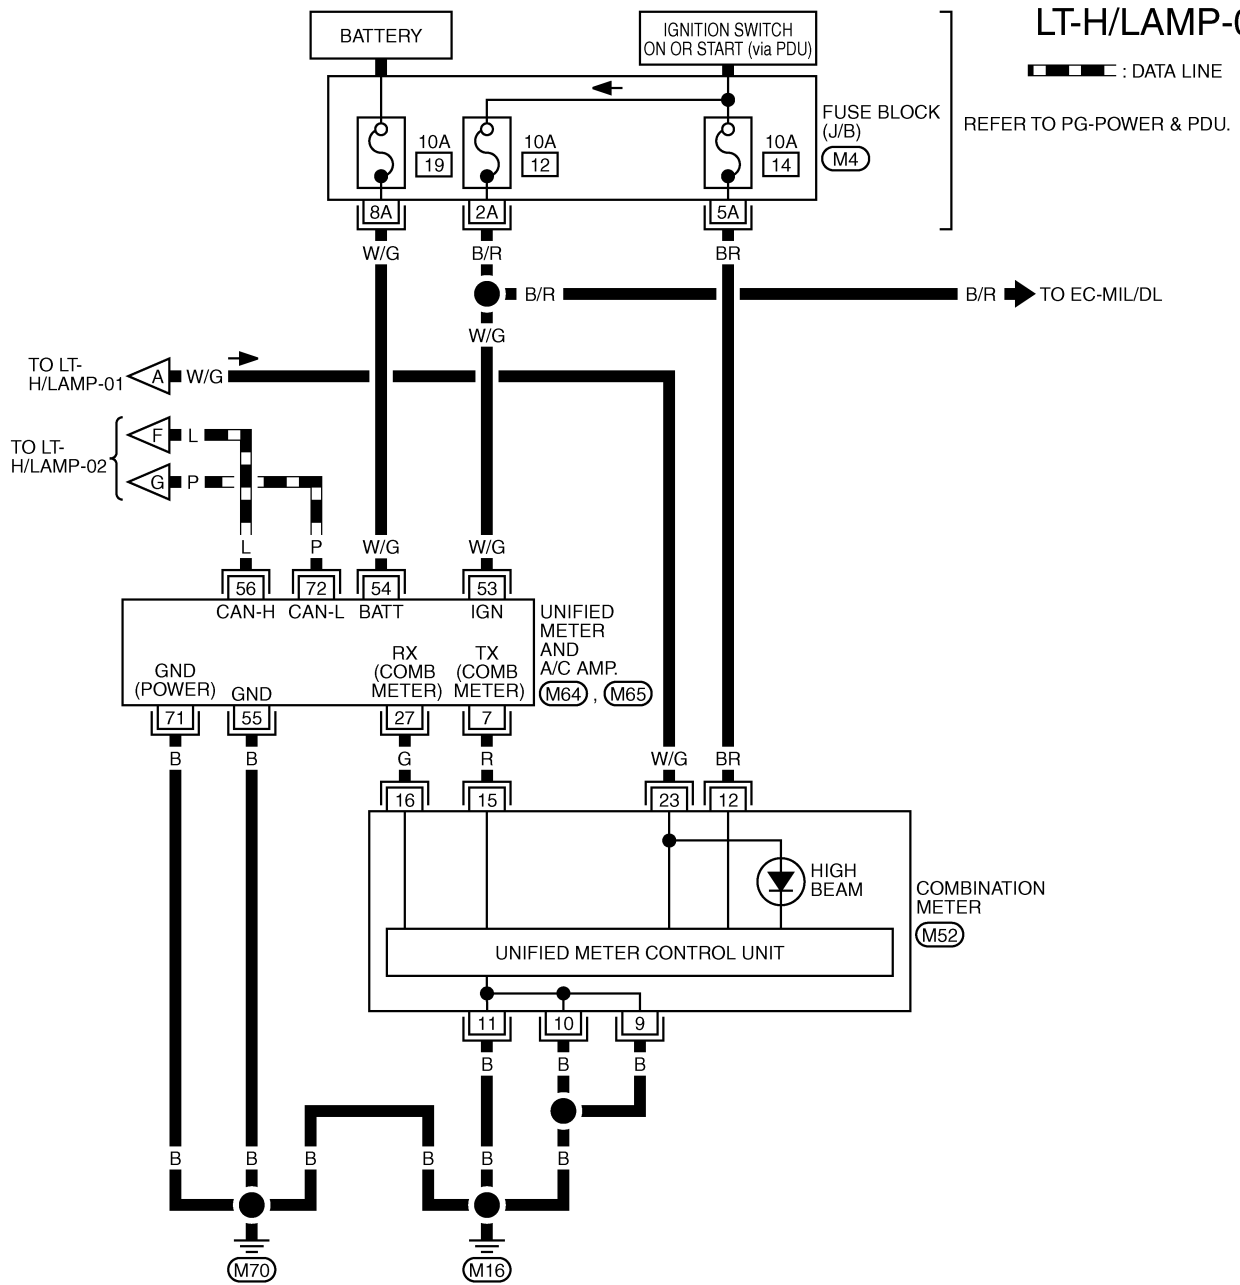 LT-H/LAMP-0
BATTERY
IGNITION SWITCH
ON OR START (via PDU)
: DATA LINE
FUSE BLOCK
(J/B)
M4
REFER TO PG-POWER & PDU.
10A
19
10A
12
10A
14
8A
2A
5A
W/G
B/R
BR
B/R
B/R
TO EC-MIL/DL
W/G
TO LT-
H/LAMP-01
A
W/G
TO LT-
H/LAMP-02
F
L
G
P
L
P
W/G
W/G
56
72
54
53
CAN-H
CAN-L
BATT
IGN
UNIFIED
METER
AND
A/C AMP.
M64 , M65
GND
(POWER)
GND
RX
(COMB
METER)
TX
(COMB
METER)
71
55
27
7
B
B
G
R
W/G
BR
16
15
23
12
HIGH
BEAM
COMBINATION
METER
M52
UNIFIED METER CONTROL UNIT
11
10
9
B
B
B
B
B
B
B
B
M70
M16